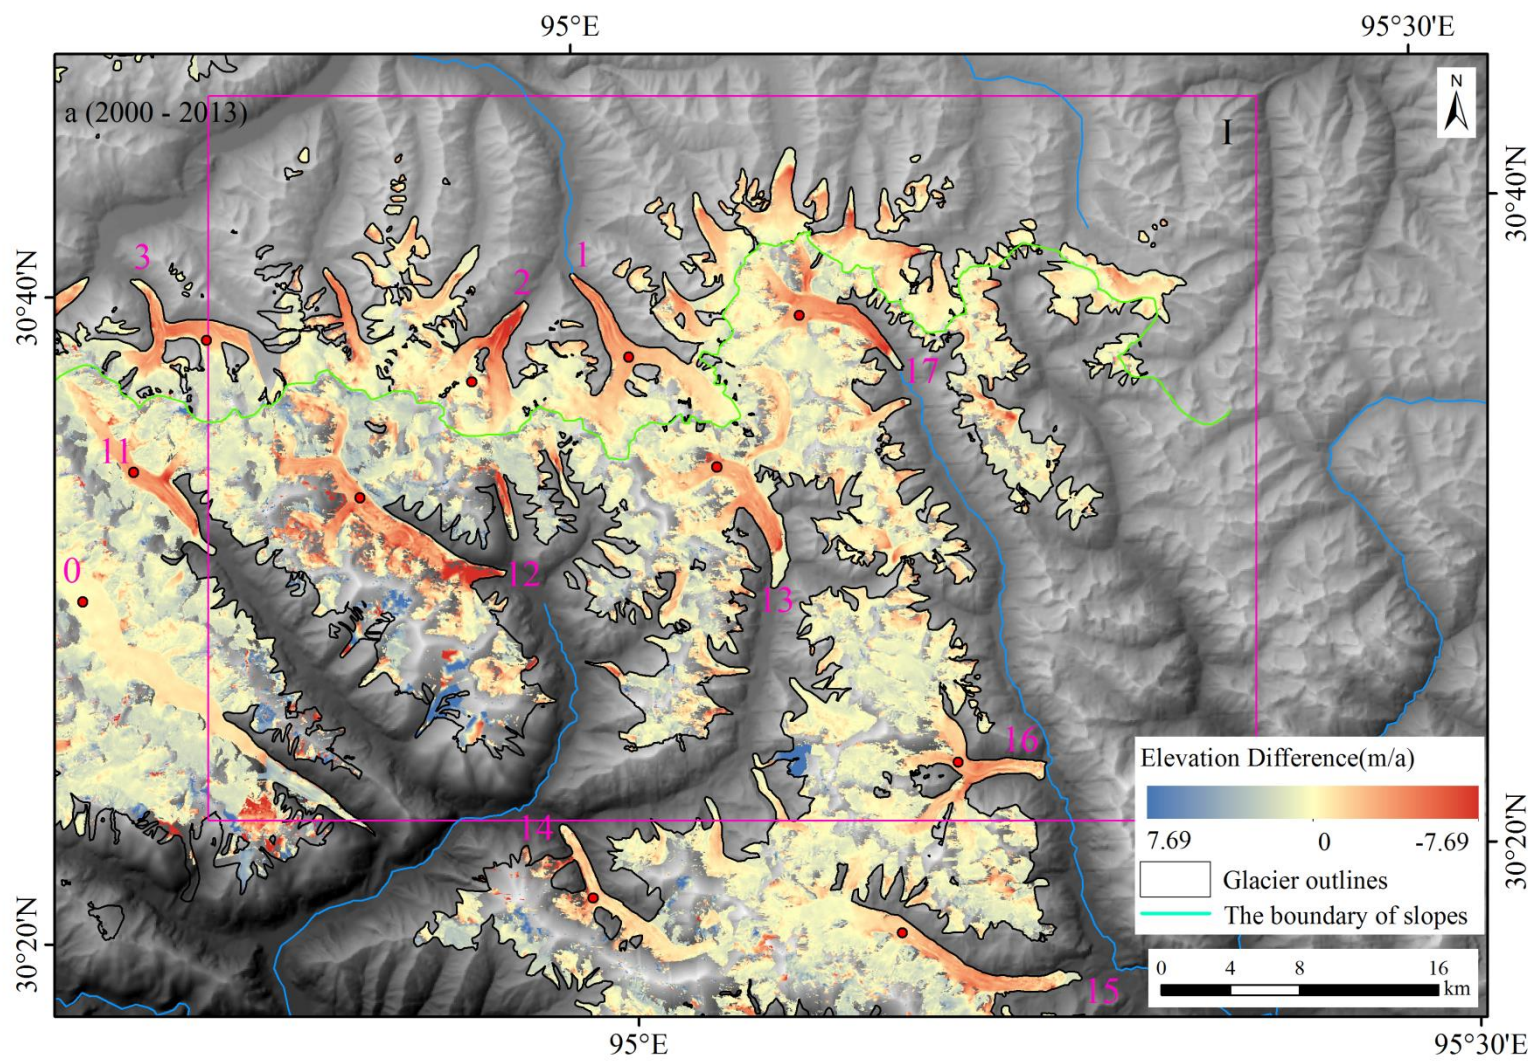 95°E 95°30'E
N
a (2000 - 2013)
I
30°40'N
30°40'N
3
1
2
17
11
12
0
13
16
Elevation Difference(m/a)
7.69 0 -7.69
14
30°20'N
Glacier outlines
The boundary of slopes
30°20'N
0 4 8 16
km
15
95°E 95°30'E